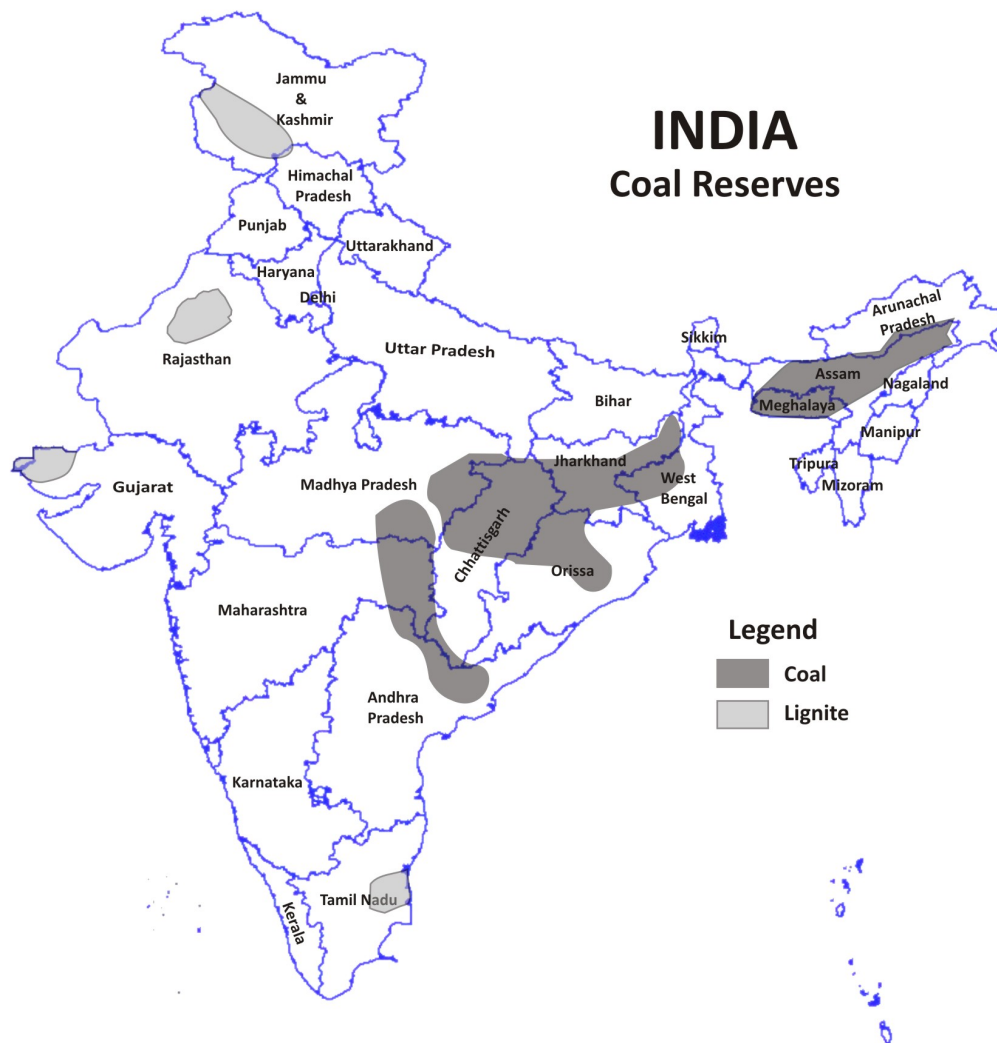 INDIA
Coal Reserves
Jammu
&
Kashmir
Himachal
Pradesh
Punjab
Uttarakhand
Haryana
Delhi
Rajasthan
Uttar Pradesh
Sikkim
Arunachal
Pradesh
Assam
Nagaland
Meghalaya
Manipur
Tripura
Mizoram
Bihar
Jharkhand
West
Bengal
Gujarat
Madhya Pradesh
Chhattisgarh
Orissa
Maharashtra
Andhra
Pradesh
Karnataka
Tamil Nadu
Kerala
Legend
Coal
Lignite